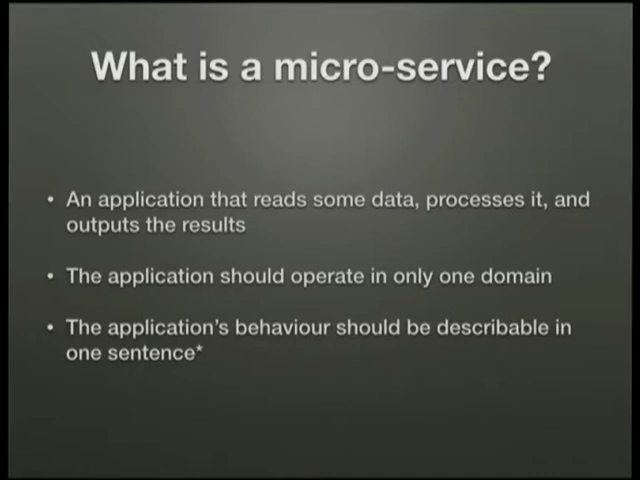 What is a micro-service?
• An application that reads some data, processes it, and
outputs the results
• The application should operate in only one domain
• The application's behaviour should be describable in
one sentence*